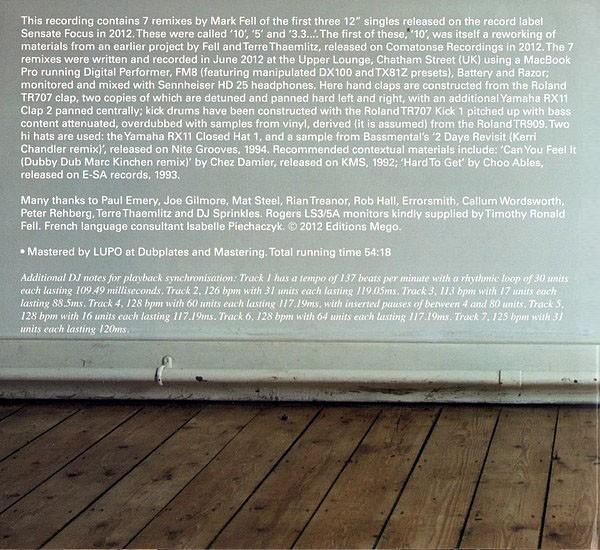 This recording contains 7 remixes by Mark Fell of the first three 12" singles released on the record label
Sensate Focus in 2012. These were called '10', '5' and '3.3...'. The first of these, '10', was itself a reworking of
materials from an earlier project by Fell and Terre Thaemlitz, released on Comatonse Recordings in 2012. The 7
remixes were written and recorded in June 2012 at the Upper Lounge, Chatham Street (UK) using a MacBook
Pro running Digital Performer, FM8 (featuring manipulated DX100 and TX81Z presets), Battery and Razor;
monitored and mixed with Sennheiser HD 25 headphones. Here hand claps are constructed from the Roland
TR707 clap, two copies of which are detuned and panned hard left and right, with an additional Yamaha RX11
Clap 2 panned centrally; kick drums have been constructed with the Roland TR707 Kick 1 pitched up with bass
content attenuated, overdubbed with samples from vinyl, derived (it is assumed) from the Roland TR909. Two
hi hats are used: the Yamaha RX11 Closed Hat 1, and a sample from Bassmental's '2 Days Revisit (Kerri
Chandler remix)', released on Nite Grooves, 1994. Recommended contextual materials include: 'Can You Feel It
(Dubby Dub Marc Kinchen remix)' by Chez Damier, released on KMS, 1992; 'Hard To Get' by Choo Ables,
released on E-SA records, 1993.
Many thanks to Paul Emery, Joe Gilmore, Mat Steel, Rian Treanor, Rob Hall, Errorsmith, Callum Wordsworth,
Peter Rehberg, Terre Thaemlitz and DJ Sprinkles. Rogers LS3/5A monitors kindly supplied by Timothy Ronald
Fell. French language consultant Isabelle Piechaczyk. © 2012 Editions Mego.
• Mastered by LUPO at Dubplates and Mastering. Total running time 54:18
Additional DJ notes for playback synchronisation: Track 1 has a tempo of 137 beats per minute with a rhythmic loop of 30 units
each lasting 109.49 milliseconds. Track 2, 126 bpm with 31 units each lasting 119.05ms. Track 3, 113 bpm with 17 units each
lasting 88.5ms. Track 4, 128 bpm with 60 units each lasting 117.19ms, with inserted pauses of between 4 and 80 units. Track 5,
128 bpm with 16 units each lasting 117.19ms. Track 6, 128 bpm with 64 units each lasting 117.19ms. Track 7, 125 bpm with 31
units each lasting 120ms.